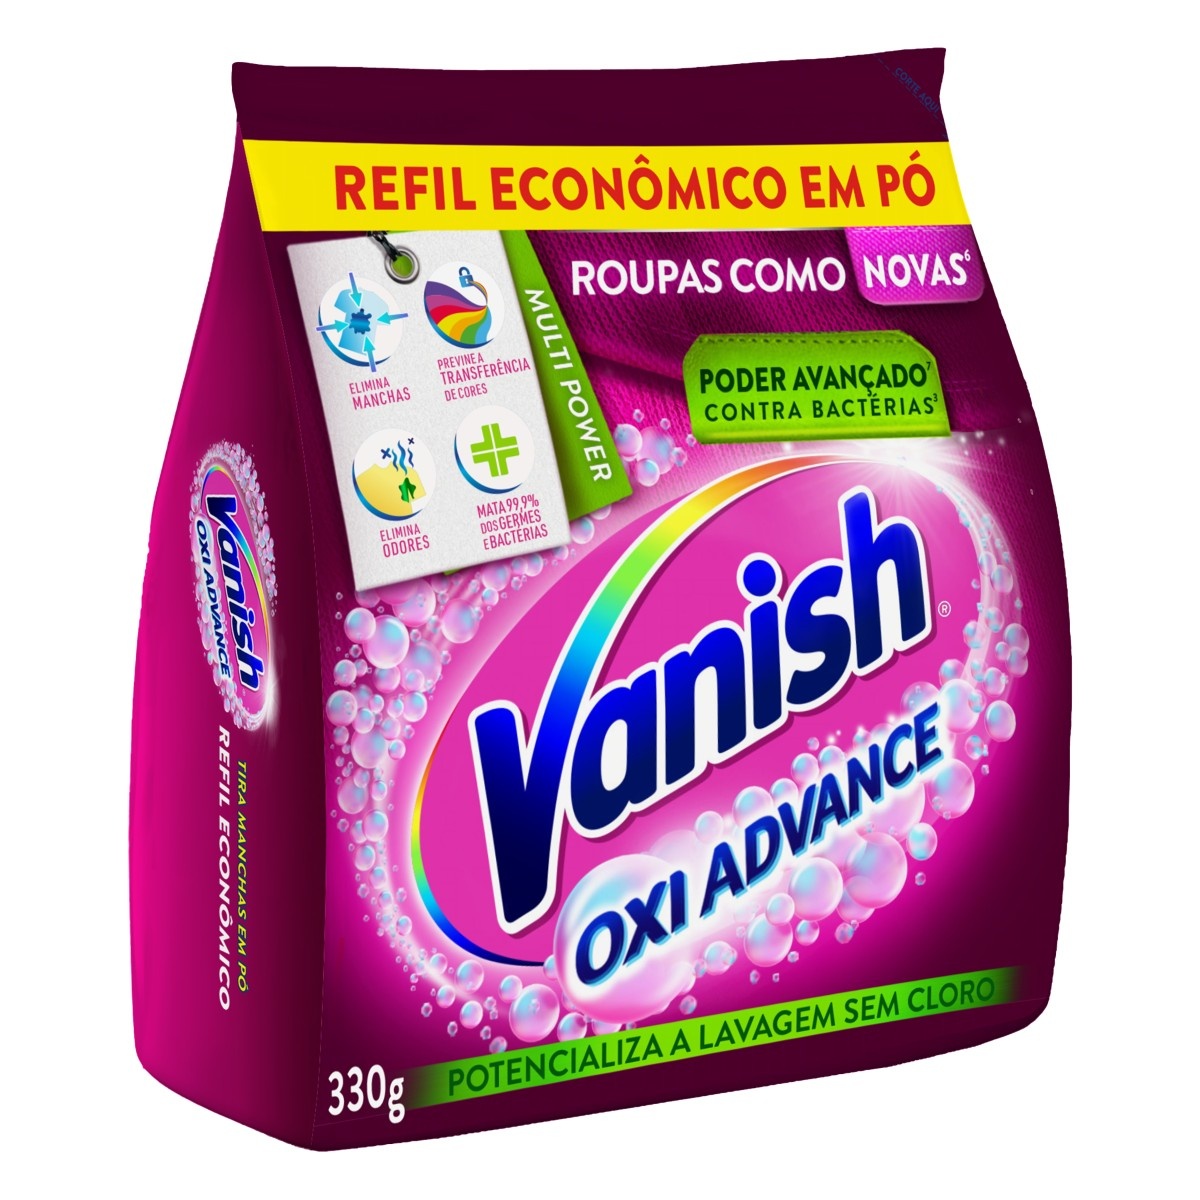 CORTE AQUI
REFIL ECONÔMICO EM PÓ
ROUPAS COMO NOVAS⁶
PODER AVANÇADO⁷
CONTRA BACTÉRIAS³
MULTI POWER
ELIMINA
MANCHAS
PREVINE A
TRANSFERÊNCIA
DE CORES
ELIMINA
ODORES
MATA 99,9%
DOS GERMES
E BACTÉRIAS
Vanish®
OXI ADVANCE
POTENCIALIZA A LAVAGEM SEM CLORO
330g
Vanish
OXI ADVANCE
TIRA MANCHAS EM PÓ
REFIL ECONÔMICO